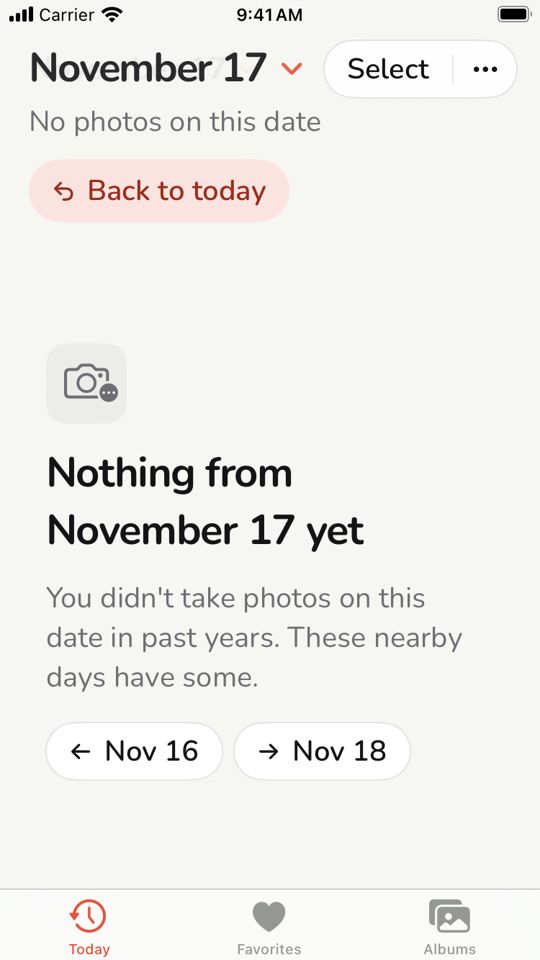 Carrier 9:41 AM
November 17 Select
No photos on this date
Back to today
Nothing from
November 17 yet
You didn't take photos on this
date in past years. These nearby
days have some.
Nov 16 Nov 18
Today Favorites Albums